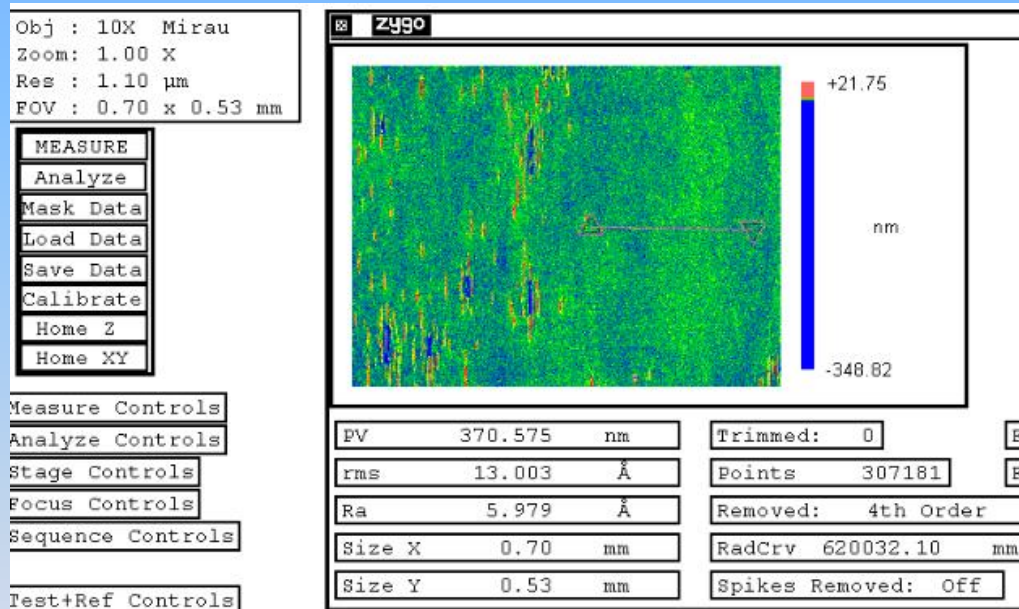 Obj : 10X Mirau
Zoom: 1.00 X
Res : 1.10 µm
FOV : 0.70 x 0.53 mm
MEASURE
Analyze
Mask Data
Load Data
Save Data
Calibrate
Home Z
Home XY
Measure Controls
Analyze Controls
Stage Controls
Focus Controls
Sequence Controls
Test+Ref Controls
zygo
+21.75
nm
-348.82
PV 370.575 nm
rms 13.003 Å
Ra 5.979 Å
Size X 0.70 mm
Size Y 0.53 mm
Trimmed: 0
Points 307181
Removed: 4th Order
RadCrv 620032.10 mm
Spikes Removed: Off